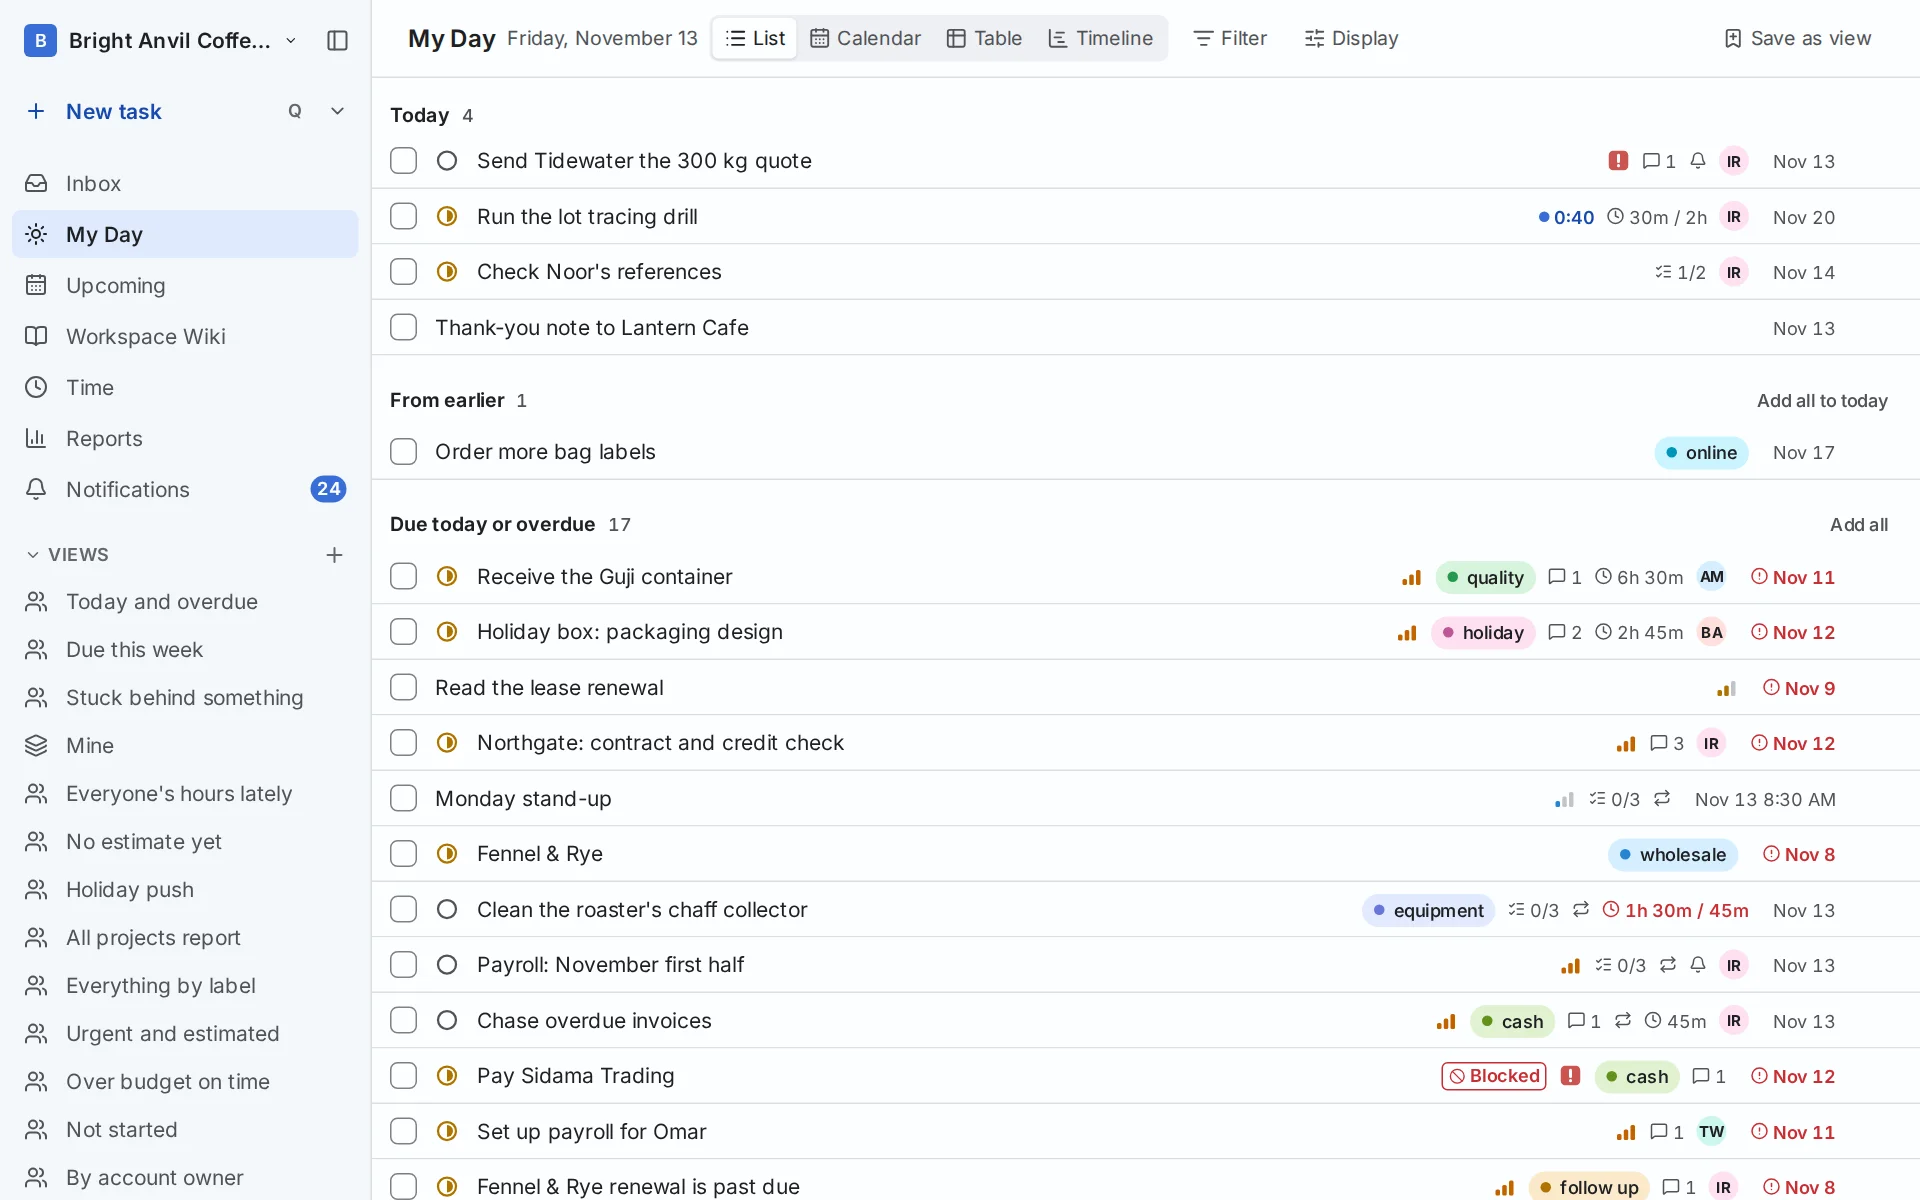 B Bright Anvil Coffe...
New task Q
Inbox
My Day
Upcoming
Workspace Wiki
Time
Reports
Notifications 24
VIEWS
Today and overdue
Due this week
Stuck behind something
Mine
Everyone's hours lately
No estimate yet
Holiday push
All projects report
Everything by label
Urgent and estimated
Over budget on time
Not started
By account owner
My Day Friday, November 13 List Calendar Table Timeline Filter Display Save as view
Today 4
Send Tidewater the 300 kg quote 1 IR Nov 13
Run the lot tracing drill 0:40 30m / 2h IR Nov 20
Check Noor's references 1/2 IR Nov 14
Thank-you note to Lantern Cafe Nov 13
From earlier 1 Add all to today
Order more bag labels online Nov 17
Due today or overdue 17 Add all
Receive the Guji container quality 1 6h 30m AM Nov 11
Holiday box: packaging design holiday 2 2h 45m BA Nov 12
Read the lease renewal Nov 9
Northgate: contract and credit check 3 IR Nov 12
Monday stand-up 0/3 Nov 13 8:30 AM
Fennel & Rye wholesale Nov 8
Clean the roaster's chaff collector equipment 0/3 1h 30m / 45m Nov 13
Payroll: November first half 0/3 IR Nov 13
Chase overdue invoices cash 1 45m IR Nov 13
Pay Sidama Trading Blocked cash 1 Nov 12
Set up payroll for Omar 1 TW Nov 11
Fennel & Rye renewal is past due follow up 1 IR Nov 8